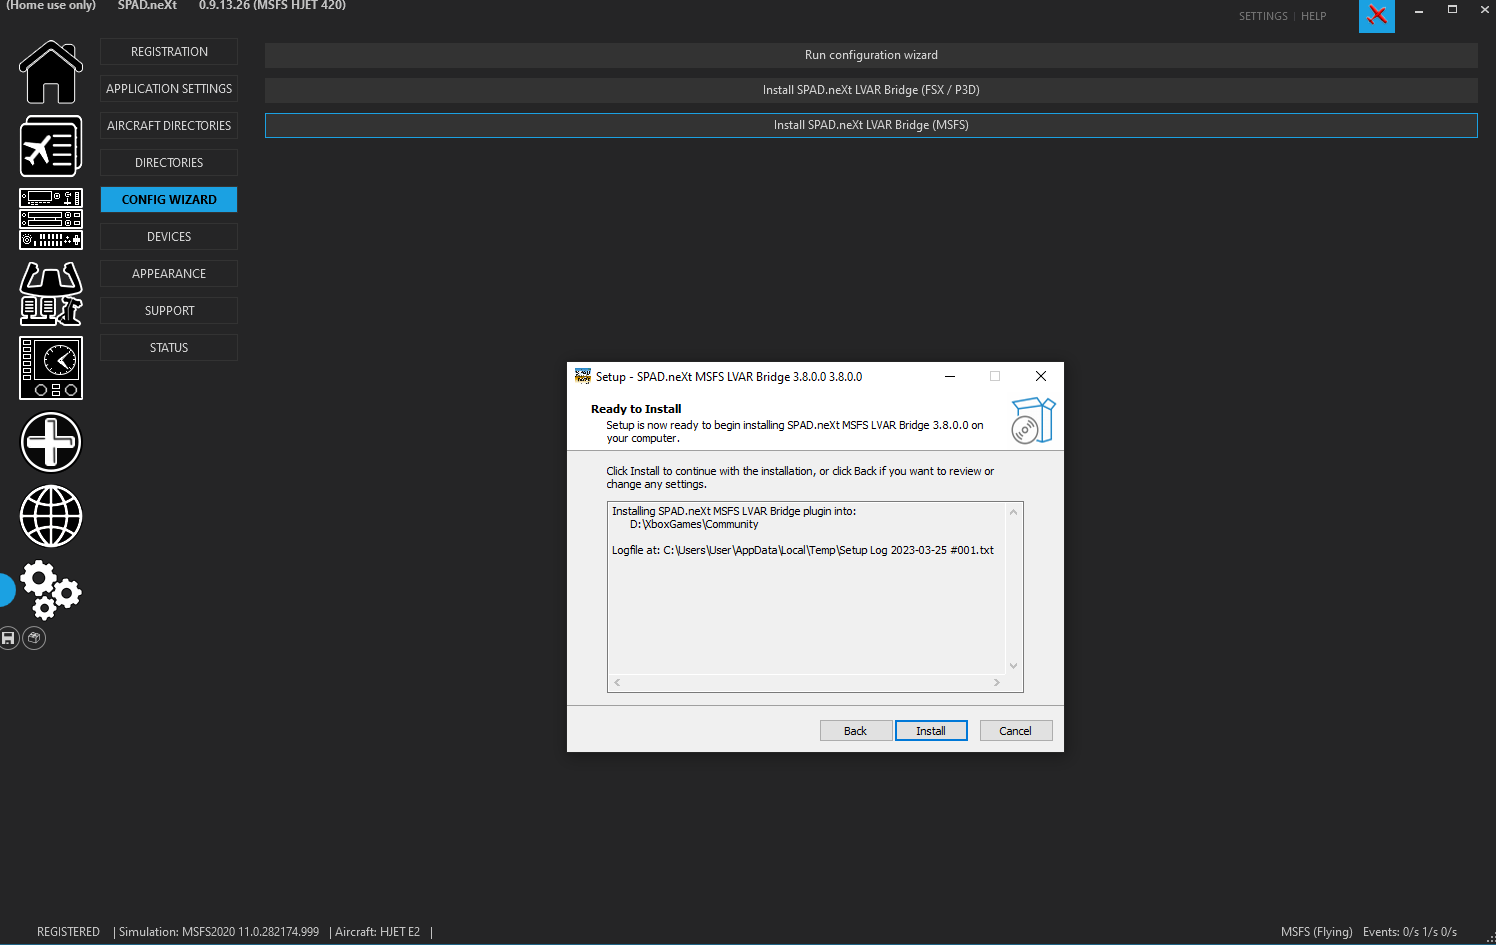 (Home use only) SPAD.neXt 0.9.13.26 (MSFS HJET 420)
SETTINGS | HELP
REGISTRATION
APPLICATION SETTINGS
AIRCRAFT DIRECTORIES
DIRECTORIES
CONFIG WIZARD
DEVICES
APPEARANCE
SUPPORT
STATUS
Run configuration wizard
Install SPAD.neXt LVAR Bridge (FSX / P3D)
Install SPAD.neXt LVAR Bridge (MSFS)
Setup - SPAD.neXt MSFS LVAR Bridge 3.8.0.0 3.8.0.0
Ready to Install
Setup is now ready to begin installing SPAD.neXt MSFS LVAR Bridge 3.8.0.0 on
your computer.
Click Install to continue with the installation, or click Back if you want to review or
change any settings.
Installing SPAD.neXt MSFS LVAR Bridge plugin into:
D:\XboxGames\Community
Logfile at: C:\Users\User\AppData\Local\Temp\Setup Log 2023-03-25 #001.txt
Back Install Cancel
REGISTERED | Simulation: MSFS2020 11.0.282174.999 | Aircraft: HJET E2 |
MSFS (Flying) Events: 0/s 1/s 0/s